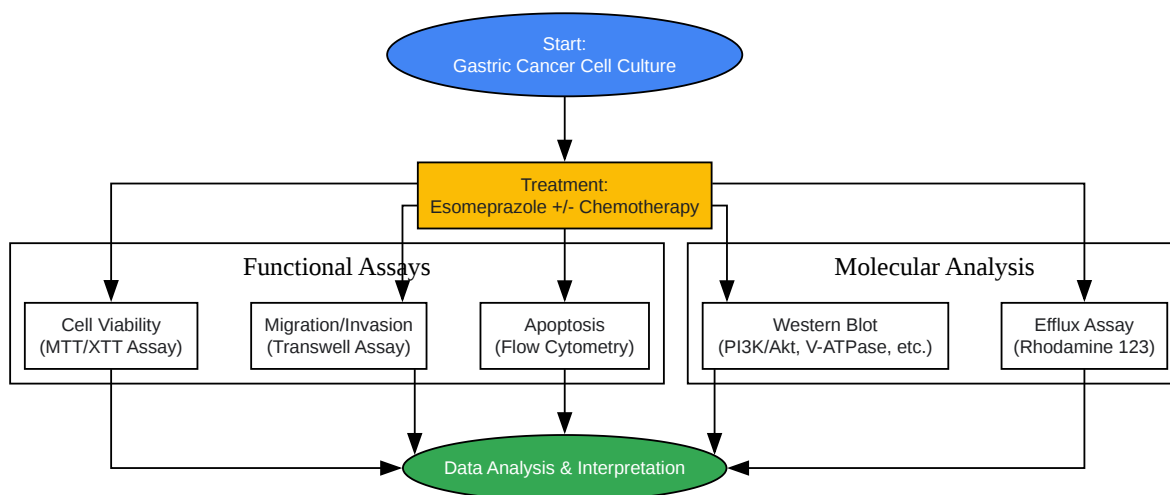 Start:
Gastric Cancer Cell Culture
Treatment:
Esomeprazole +/- Chemotherapy
Functional Assays
Molecular Analysis
Cell Viability
(MTT/XTT Assay)
Migration/Invasion
(Transwell Assay)
Apoptosis
(Flow Cytometry)
Western Blot
(PI3K/Akt, V-ATPase, etc.)
Efflux Assay
(Rhodamine 123)
Data Analysis & Interpretation